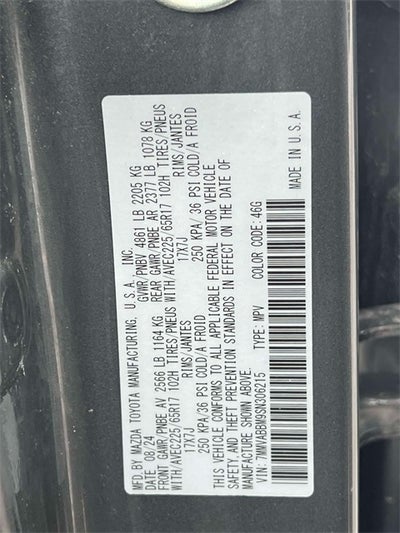 MFD BY MAZDA TOYOTA MANUFACTURING, U.S.A. INC.
DATE 08/24 GVWR/PNBV 4861 LB 2205 KG
FRONT GAWR/PNBE AV 2566 LB 1164 KG REAR GAWR/PNBE AR 2377 LB 1078 KG
WITH/AVEC225/65R17 102H TIRES/PNEUS WITH/AVEC225/65R17 102H TIRES/PNEUS
RIMS/JANTES RIMS/JANTES
17X7J 17X7J
250 KPA/36 PSI COLD/A FROID 250 KPA/ 36 PSI COLD/A FROID
THIS VEHICLE CONFORMS TO ALL APPLICABLE FEDERAL MOTOR VEHICLE
SAFETY, AND THEFT PREVENTION STANDARDS IN EFFECT ON THE DATE OF
MANUFACTURE SHOWN ABOVE.
VIN: 7MMVABBM9SN306215 TYPE: MPV COLOR CODE: 46G
MADE IN U.S.A.